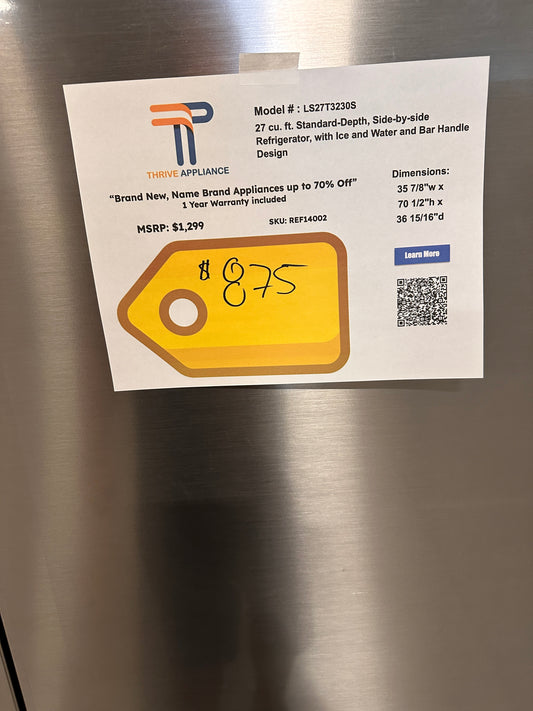 THRIVE APPLIANCE
Model # : LS27T3230S
27 cu. ft. Standard-Depth, Side-by-side
Refrigerator, with Ice and Water and Bar Handle
Design
"Brand New, Name Brand Appliances up to 70% Off"
1 Year Warranty included
MSRP: $1,299
SKU: REF14002
Dimensions:
35 7/8"w x
70 1/2"h x
36 15/16"d
Learn More
$875